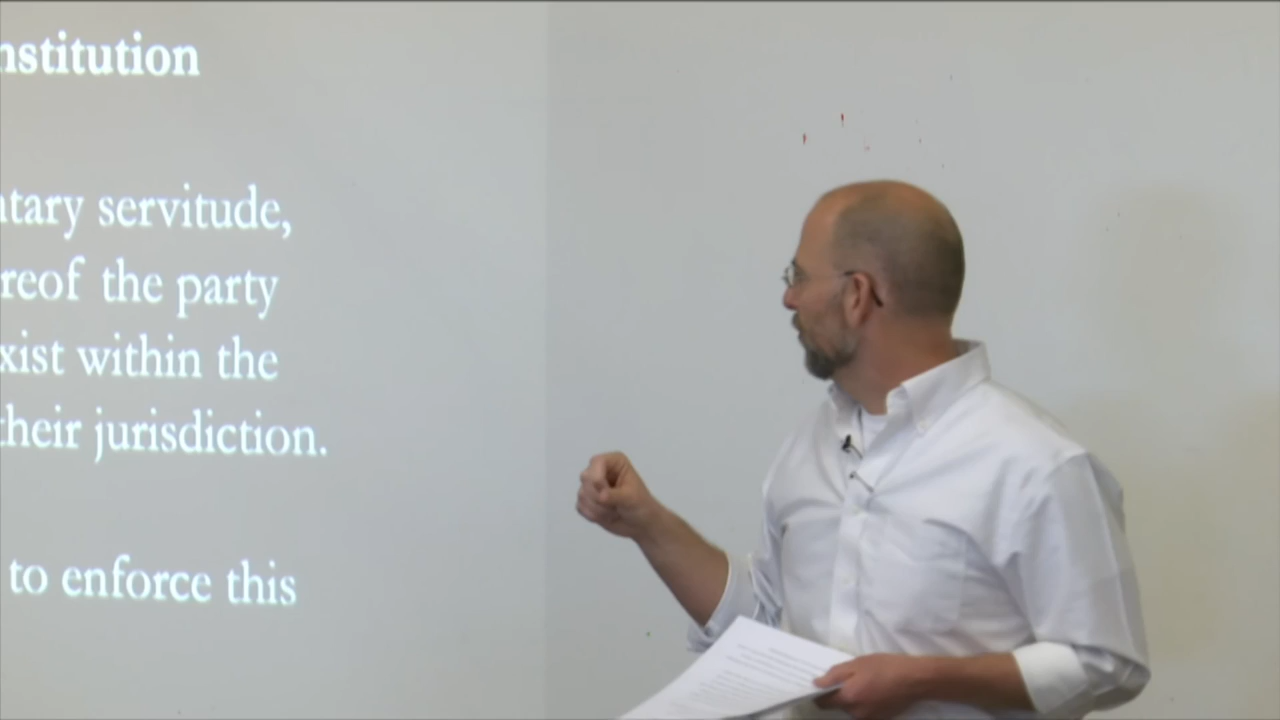 nstitution
ntary servitude,
reof the party
xist within the
their jurisdiction.
to enforce this